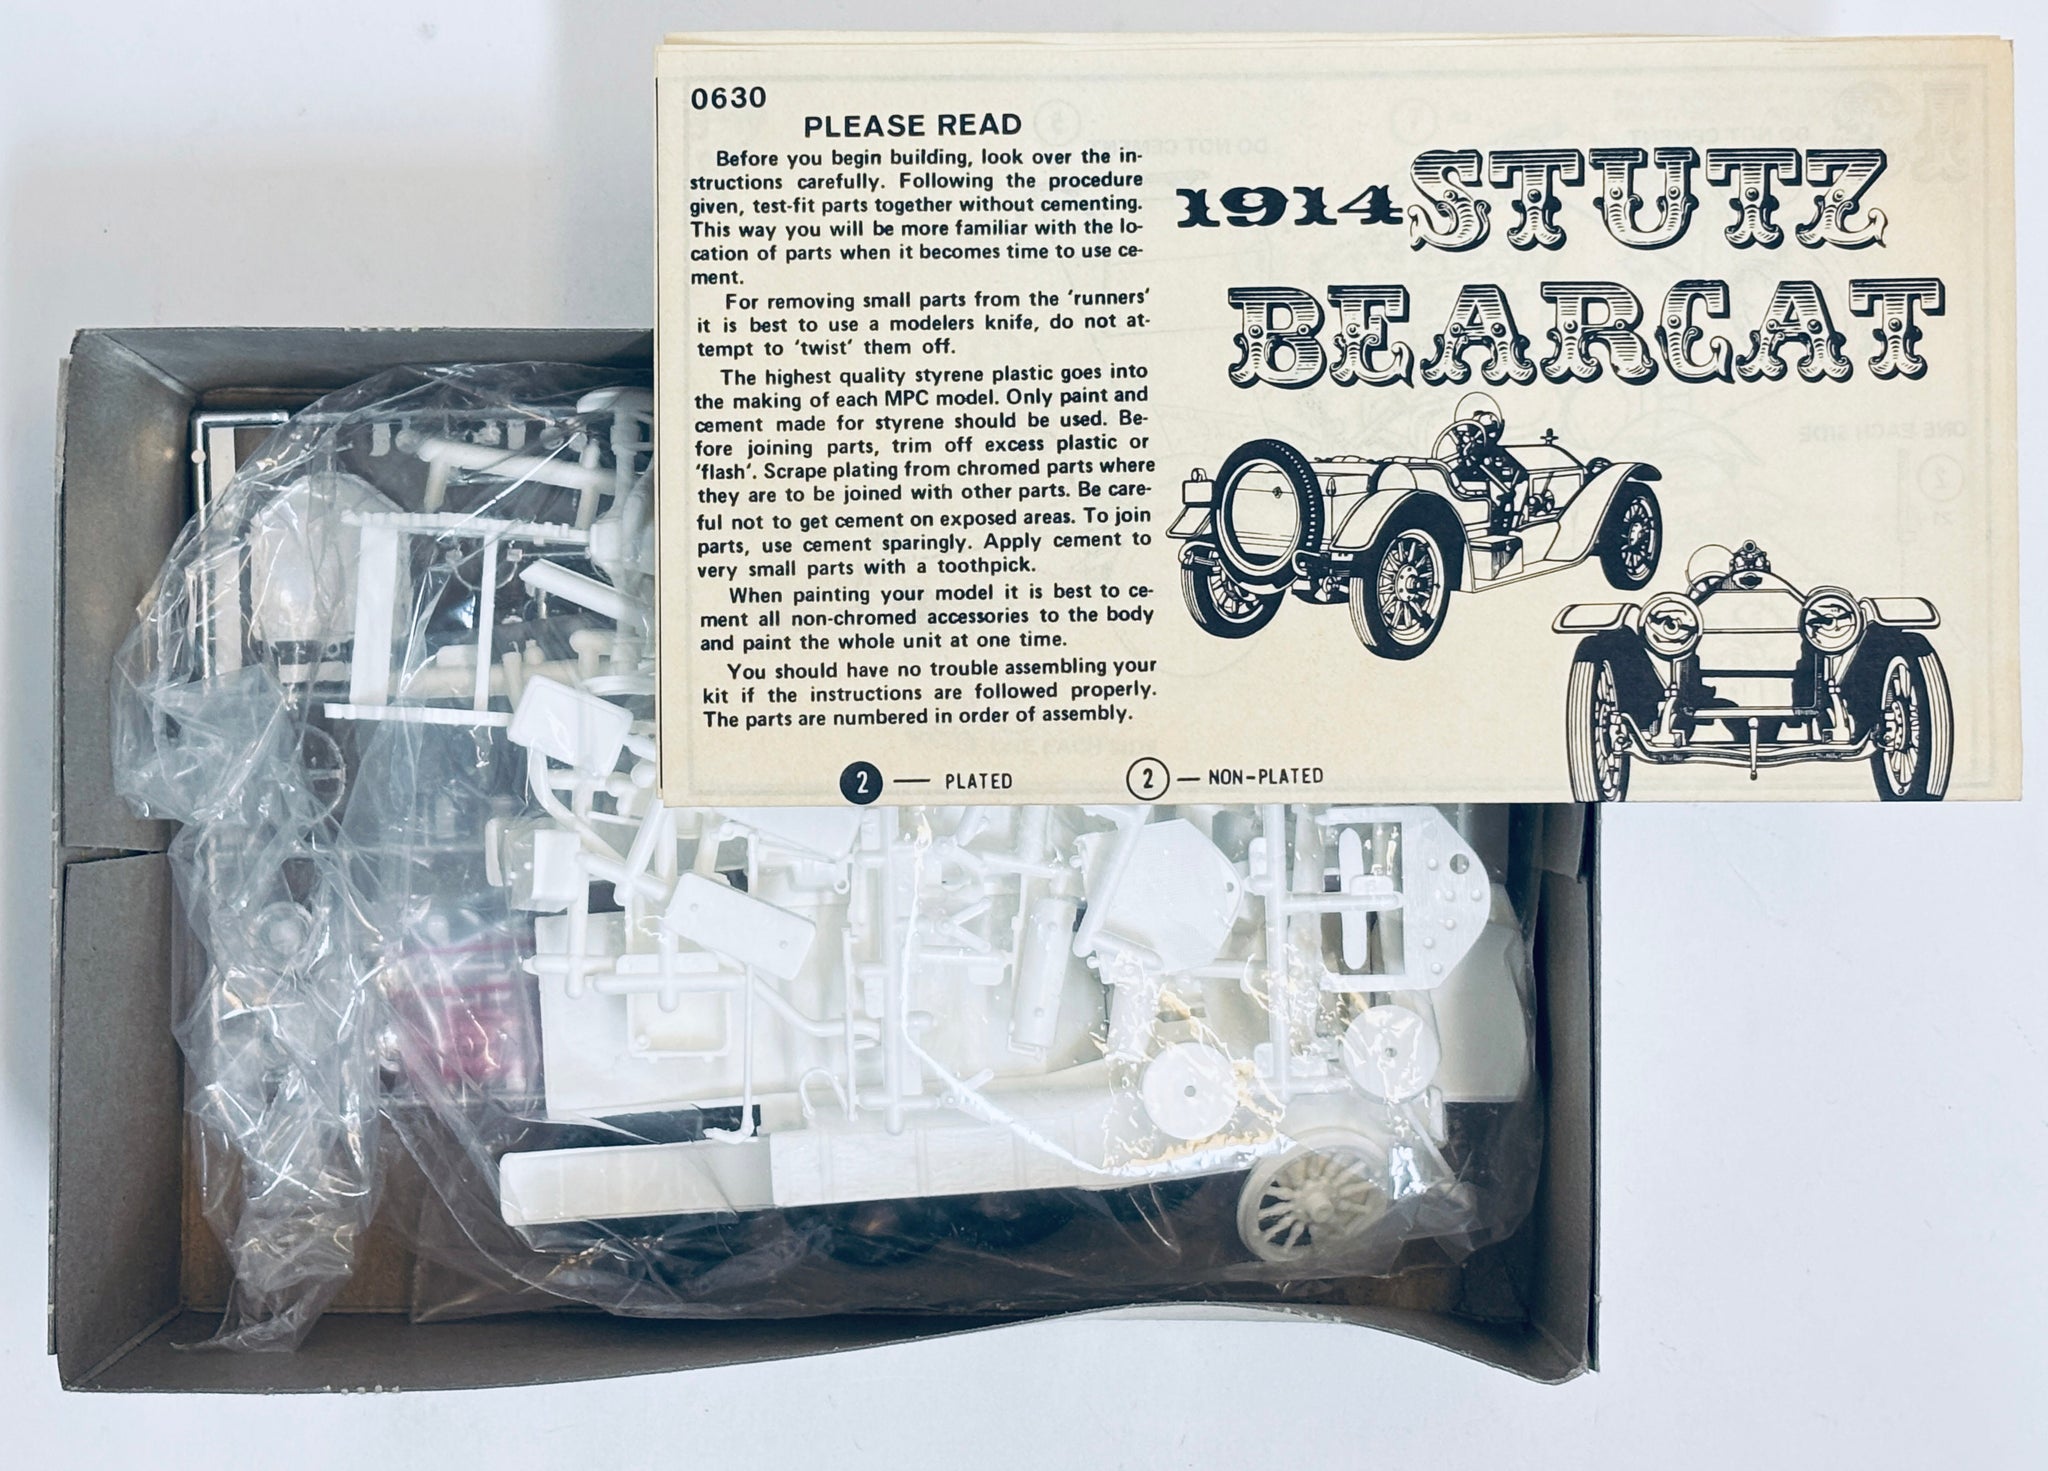 0630
PLEASE READ
Before you begin building, look over the in-
structions carefully. Following the procedure
given, test-fit parts together without cementing.
This way you will be more familiar with the lo-
cation of parts when it becomes time to use ce-
ment.
For removing small parts from the 'runners'
it is best to use a modelers knife, do not at-
tempt to 'twist' them off.
The highest quality styrene plastic goes into
the making of each MPC model. Only paint and
cement made for styrene should be used. Be-
fore joining parts, trim off excess plastic or
'flash'. Scrape plating from chromed parts where
they are to be joined with other parts. Be care-
ful not to get cement on exposed areas. To join
parts, use cement sparingly. Apply cement to
very small parts with a toothpick.
When painting your model it is best to ce-
ment all non-chromed accessories to the body
and paint the whole unit at one time.
You should have no trouble assembling your
kit if the instructions are followed properly.
The parts are numbered in order of assembly.
2 — PLATED
2 — NON-PLATED
1914 STUTZ
BEARCAT